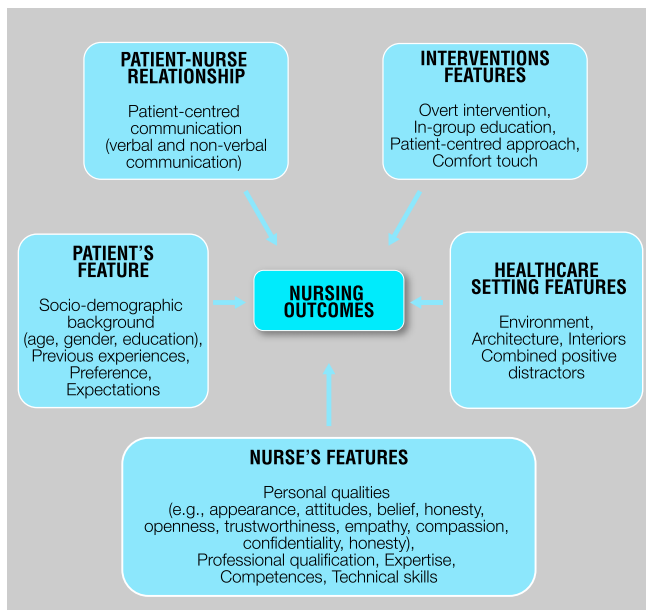 PATIENT-NURSE
RELATIONSHIP
Patient-centred
communication
(verbal and non-verbal
communication)
INTERVENTIONS
FEATURES
Overt intervention,
In-group education,
Patient-centred approach,
Comfort touch
PATIENT’S
FEATURE
Socio-demographic
background
(age, gender, education),
Previous experiences,
Preference,
Expectations
NURSING
OUTCOMES
HEALTHCARE
SETTING FEATURES
Environment,
Architecture, Interiors
Combined positive
distractors
NURSE’S FEATURES
Personal qualities
(e.g., appearance, attitudes, belief, honesty,
openness, trustworthiness, empathy, compassion,
confidentiality, honesty),
Professional qualification, Expertise,
Competences, Technical skills